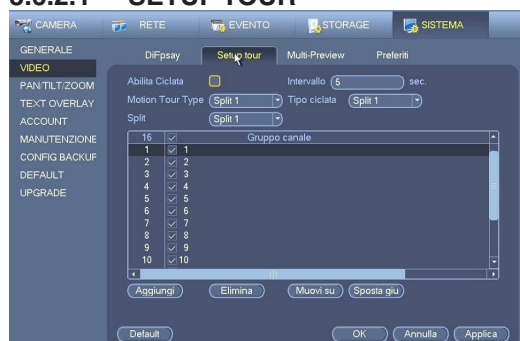 SETUP TOUR
CAMERA RETE EVENTO STORAGE SISTEMA
GENERALE
VIDEO
PAN/TILT/ZOOM
TEXT OVERLAY
ACCOUNT
MANUTENZIONE
CONFIG BACKUF
DEFAULT
UPGRADE
DiFpsay Setup tour Multi-Preview Preferiti
Abilita Ciclata Intervallo 5 sec.
Motion Tour Type Split 1 Tipo ciclata Split 1
Split Split 1
16 Gruppo canale
1 1
2 2
3 3
4 4
5 5
6 6
7 7
8 8
9 9
10 10
Aggiungi Elimina Muovi su Sposta giu
Default OK Annulla Applica